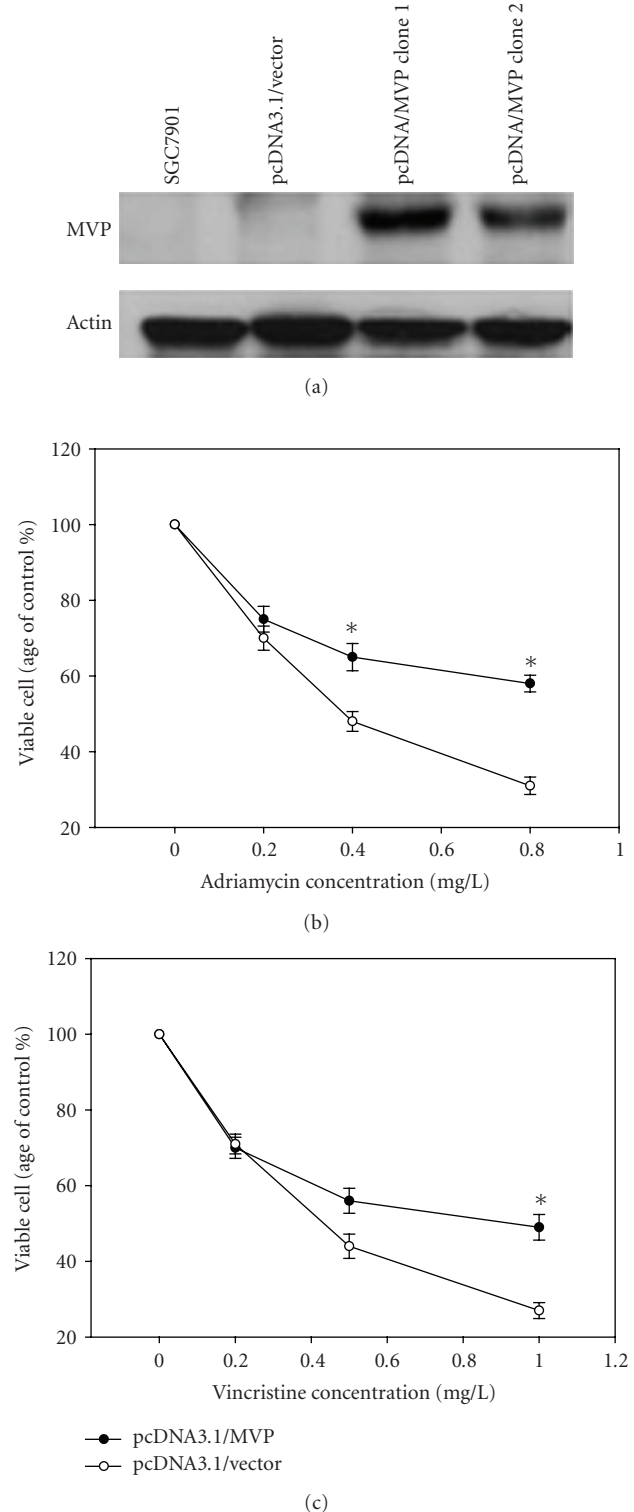 SGC7901
pcDNA3.1/vector
pcDNA/MVP clone 1
pcDNA/MVP clone 2
MVP
Actin
(a)
120
100
80
60
40
20
Viable cell (age of control %)
*
*
0
0.2
0.4
0.6
0.8
1
Adriamycin concentration (mg/L)
(b)
120
100
80
60
40
20
Viable cell (age of control %)
*
0
0.2
0.4
0.6
0.8
1
1.2
Vincristine concentration (mg/L)
pcDNA3.1/MVP
pcDNA3.1/vector
(c)